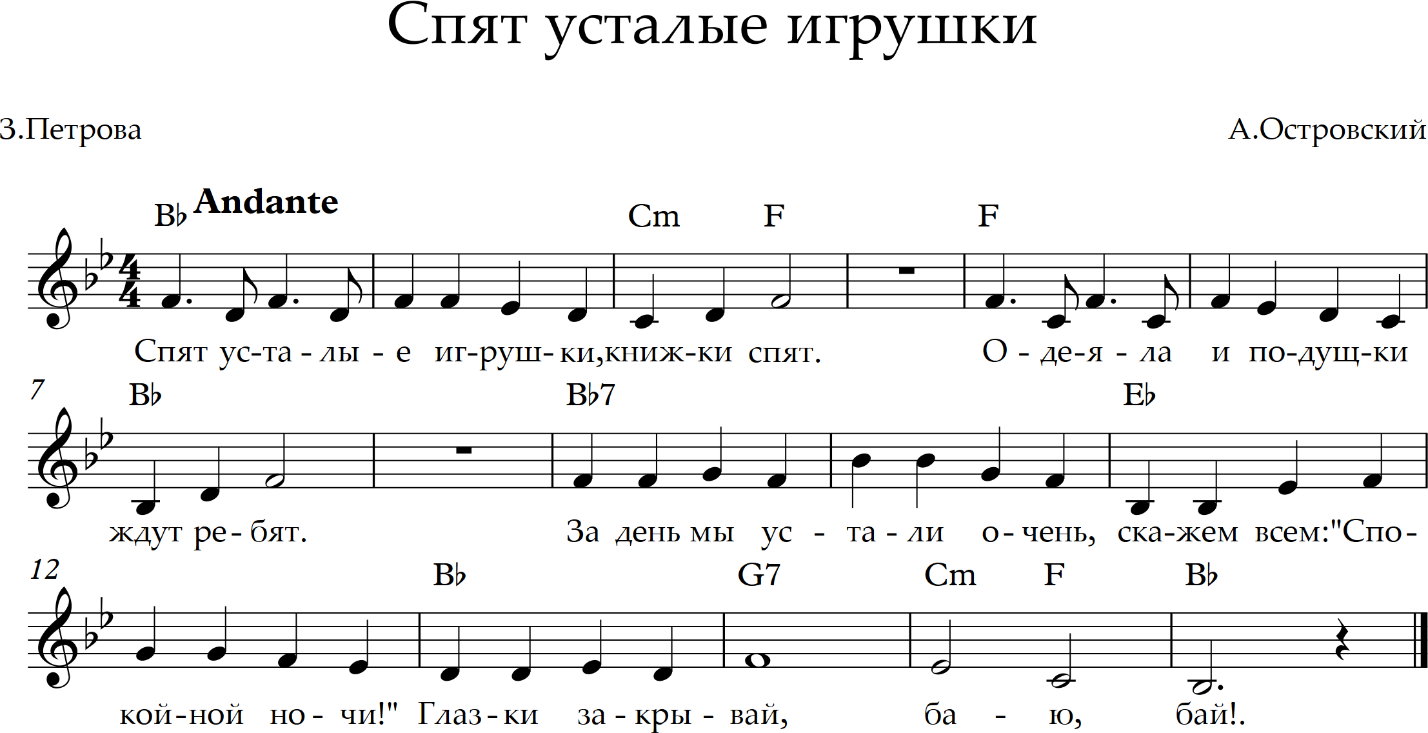 Спят усталые игрушки
З.Петрова А.Островский
Andante
B♭ Cm F F
4
4
Спят ус-та - лы - е иг-руш-ки,книж-ки спят. О - де-я - ла и по-дущ-ки
7 B♭ B♭7 E♭
ждут ре - бят. За день мы ус - та - ли о - чень, ска-жем всем:"Спо-
12 B♭ G7 Cm F B♭
кой-ной но - чи!" Глаз - ки за - кры - вай, ба - ю, бай!.